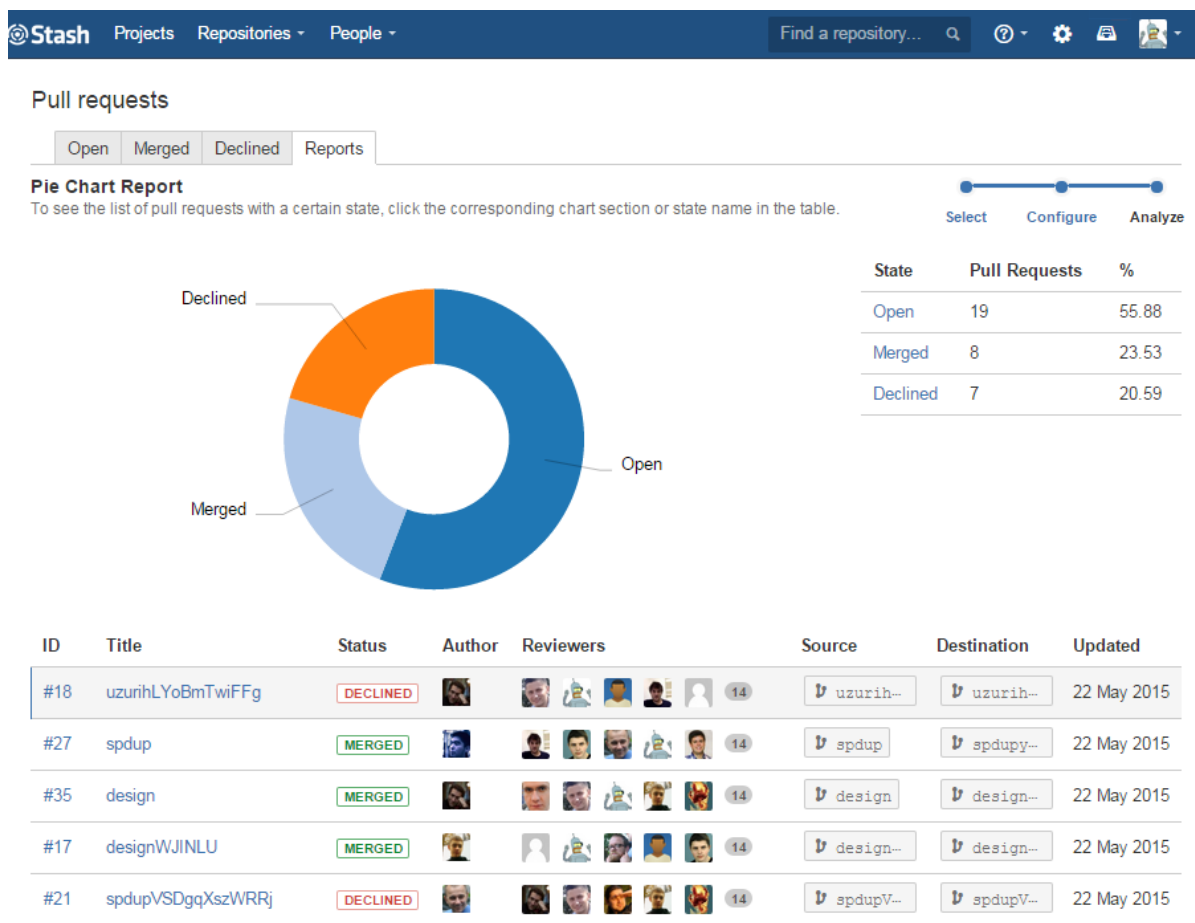 Stash Projects Repositories People Find a repository...
Pull requests
Open Merged Declined Reports
Pie Chart Report
To see the list of pull requests with a certain state, click the corresponding chart section or state name in the table.
Select Configure Analyze
State Pull Requests %
Open 19 55.88
Merged 8 23.53
Declined 7 20.59
Declined
Open
Merged
ID Title Status Author Reviewers Source Destination Updated
#18 uzurihLYoBmTwiFFg DECLINED 14 uzurih… uzurih… 22 May 2015
#27 spdup MERGED 14 spdup spdupy… 22 May 2015
#35 design MERGED 14 design design… 22 May 2015
#17 designWJINLU MERGED 14 design… design… 22 May 2015
#21 spdupVSDgqXszWRRj DECLINED 14 spdupV… spdupV… 22 May 2015